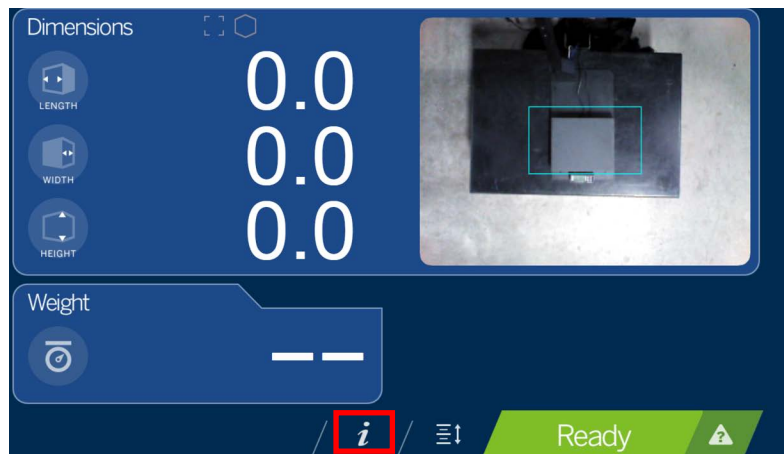 Dimensions
LENGTH
0.0
WIDTH
0.0
HEIGHT
0.0
Weight
— —
i
Ready
?